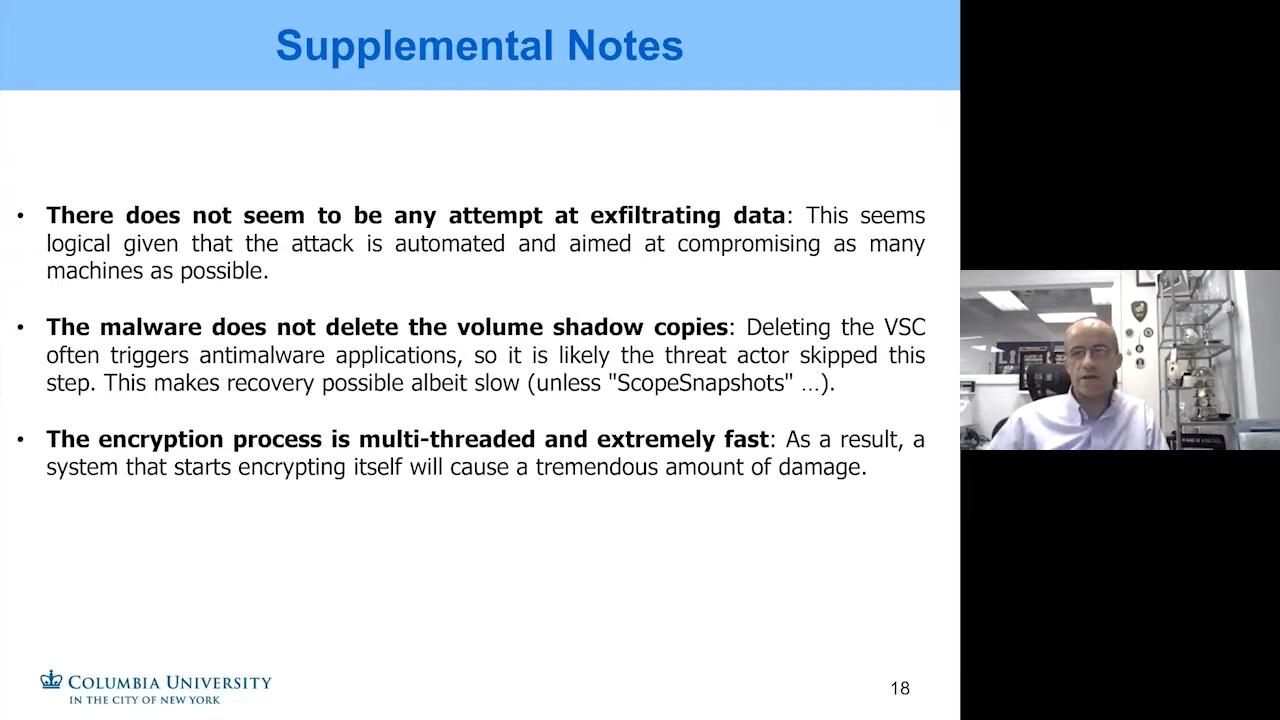 Supplemental Notes
• There does not seem to be any attempt at exfiltrating data: This seems
logical given that the attack is automated and aimed at compromising as many
machines as possible.
• The malware does not delete the volume shadow copies: Deleting the VSC
often triggers antimalware applications, so it is likely the threat actor skipped this
step. This makes recovery possible albeit slow (unless "ScopeSnapshots" …).
• The encryption process is multi-threaded and extremely fast: As a result, a
system that starts encrypting itself will cause a tremendous amount of damage.
COLUMBIA UNIVERSITY
IN THE CITY OF NEW YORK
18